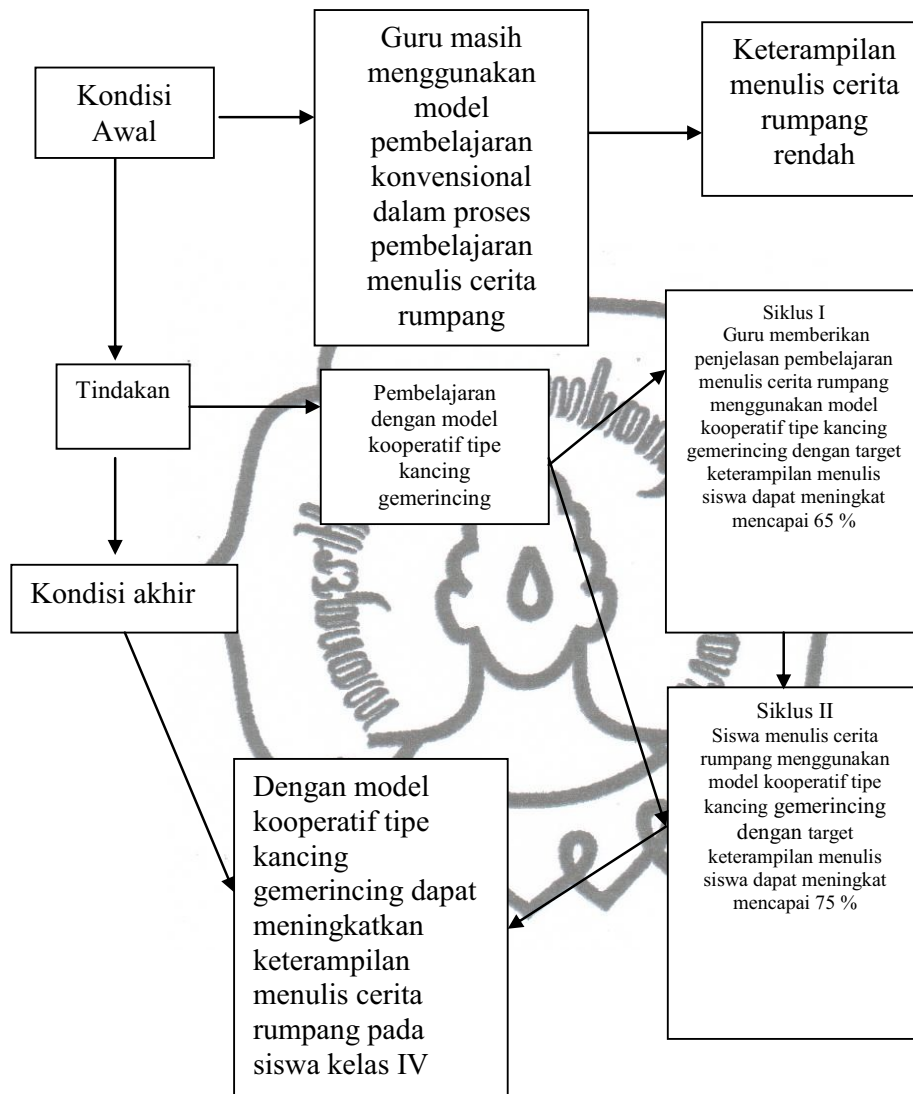 Kondisi
Awal
Guru masih
menggunakan
model
pembelajaran
konvensional
dalam proses
pembelajaran
menulis cerita
rumpang
Keterampilan
menulis cerita
rumpang
rendah
Tindakan
Pembelajaran
dengan model
kooperatif tipe
kancing
gemerincing
Siklus I
Guru memberikan
penjelasan pembelajaran
menulis cerita rumpang
menggunakan model
kooperatif tipe kancing
gemerincing dengan target
keterampilan menulis
siswa dapat meningkat
mencapai 65 %
Kondisi akhir
Siklus II
Siswa menulis cerita
rumpang menggunakan
model kooperatif tipe
kancing gemerincing
dengan target
keterampilan menulis
siswa dapat meningkat
mencapai 75 %
Dengan model
kooperatif tipe
kancing
gemerincing dapat
meningkatkan
keterampilan
menulis cerita
rumpang pada
siswa kelas IV